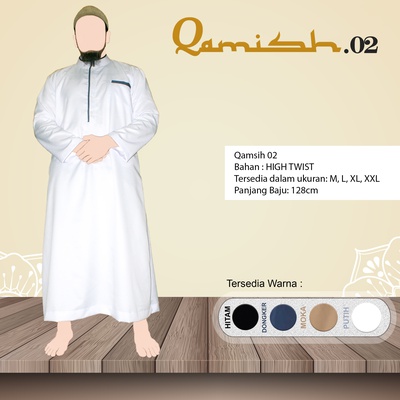 Qamish.02
Qamsih 02
Bahan : HIGH TWIST
Tersedia dalam ukuran: M, L, XL, XXL
Panjang Baju: 128cm
Tersedia Warna :
HITAM
DONGKER
MOKA
PUTIH